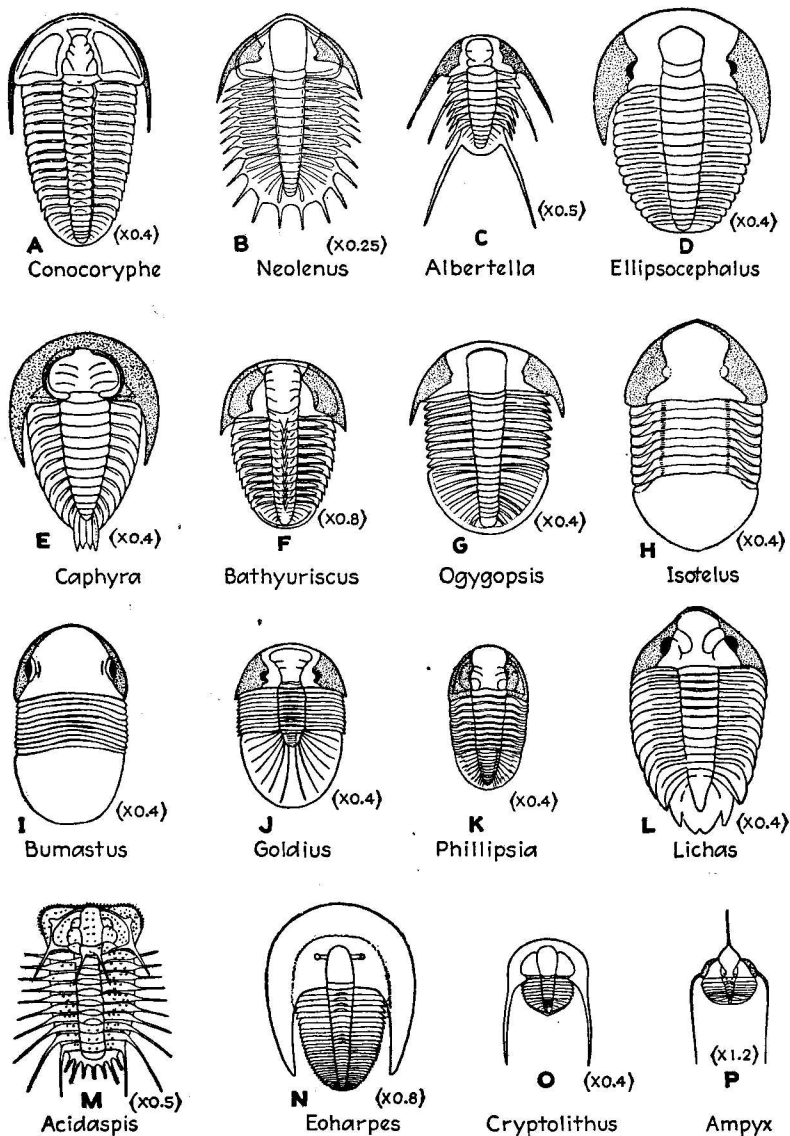 A (X0.4)
Conocoryphe
B (X0.25)
Neolenus
C (X0.5)
Albertella
D (X0.4)
Ellipsocephalus
E (X0.4)
Caphyra
F (X0.8)
Bathyuriscus
G (X0.4)
Ogygopsis
H (X0.4)
Isotelus
I (X0.4)
Bumastus
J (X0.4)
Goldius
K (X0.4)
Phillipsia
L (X0.4)
Lichas
M (X0.5)
Acidaspis
N (X0.8)
Eoharpes
O (X0.4)
Cryptolithus
(X1.2)
P
Ampyx